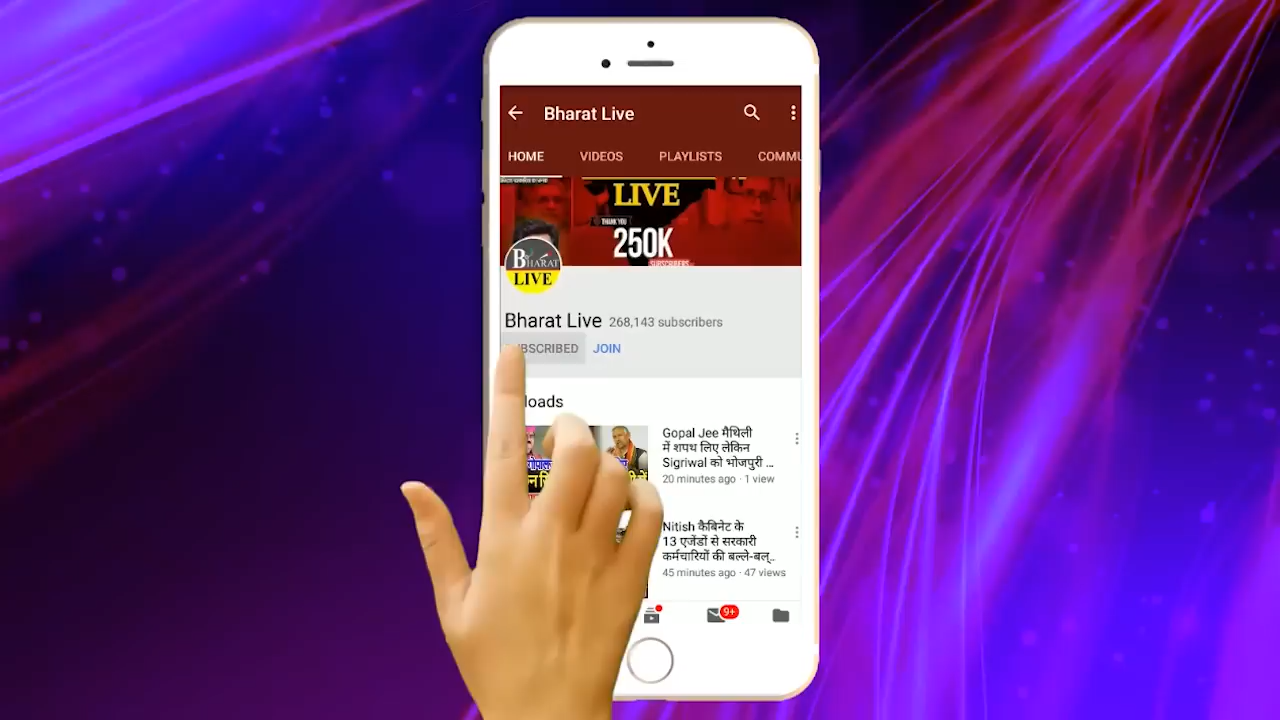 Bharat Live
HOME VIDEOS PLAYLISTS COMMU
LIVE
THANK YOU
250K
SUBSCRIBERS
BHARAT
LIVE
Bharat Live 268,143 subscribers
BSCRIBED JOIN
loads
Gopal Jee मैथिली
में शपथ लिए लेकिन
Sigriwal को भोजपुरी ...
20 minutes ago · 1 view
Nitish कैबिनेट के
13 एजेंडों से सरकारी
कर्मचारियों की बल्ले-बल्..
45 minutes ago · 47 views
9+